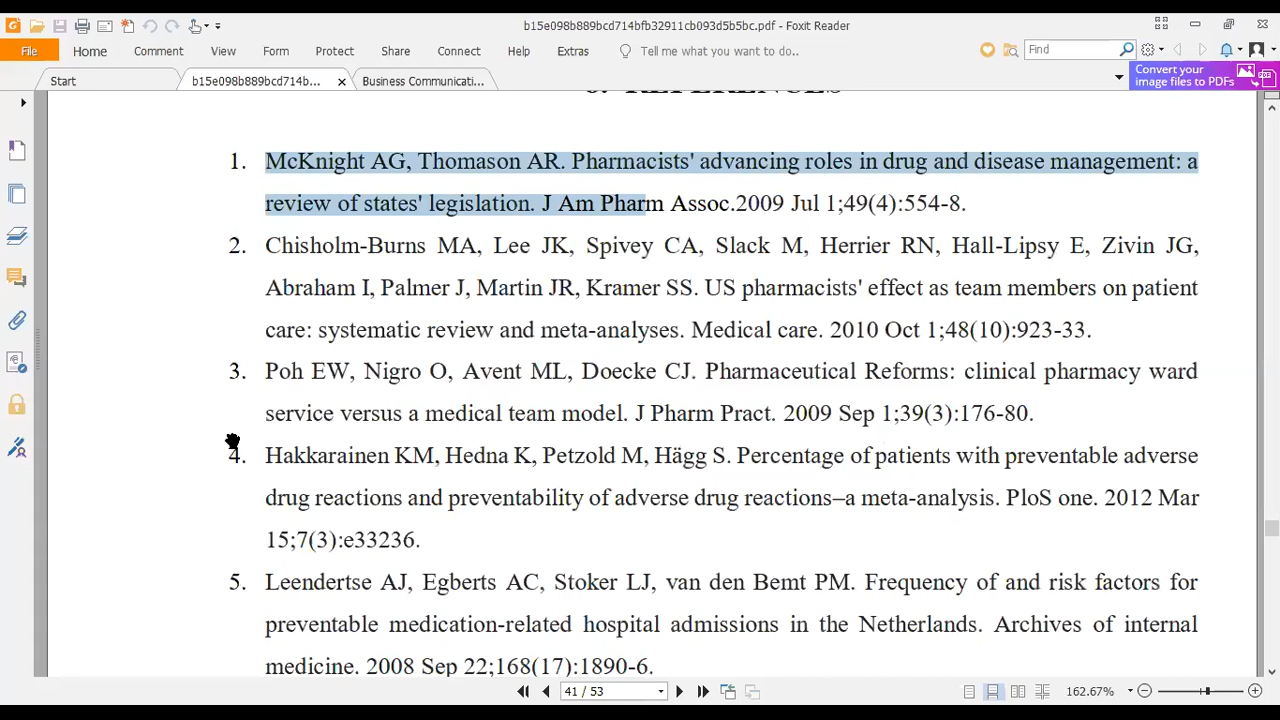 b15e098b889bcd714bfb32911cb093d5b8bc.pdf - Foxit Reader
File Home Comment View Form Protect Share Connect Help Extras Tell me what you want to do.. Find
Start b15e098b889bcd714b... Business Communicati...
Convert your
image files to PDFs
REFERENCES
1. McKnight AG, Thomason AR. Pharmacists' advancing roles in drug and disease management: a
review of states' legislation. J Am Pharm Assoc.2009 Jul 1;49(4):554-8.
2. Chisholm-Burns MA, Lee JK, Spivey CA, Slack M, Herrier RN, Hall-Lipsy E, Zivin JG,
Abraham I, Palmer J, Martin JR, Kramer SS. US pharmacists' effect as team members on patient
care: systematic review and meta-analyses. Medical care. 2010 Oct 1;48(10):923-33.
3. Poh EW, Nigro O, Avent ML, Doecke CJ. Pharmaceutical Reforms: clinical pharmacy ward
service versus a medical team model. J Pharm Pract. 2009 Sep 1;39(3):176-80.
4. Hakkarainen KM, Hedna K, Petzold M, Hägg S. Percentage of patients with preventable adverse
drug reactions and preventability of adverse drug reactions–a meta-analysis. PloS one. 2012 Mar
15;7(3):e33236.
5. Leendertse AJ, Egberts AC, Stoker LJ, van den Bemt PM. Frequency of and risk factors for
preventable medication-related hospital admissions in the Netherlands. Archives of internal
medicine. 2008 Sep 22;168(17):1890-6.
41 / 53 162.67%